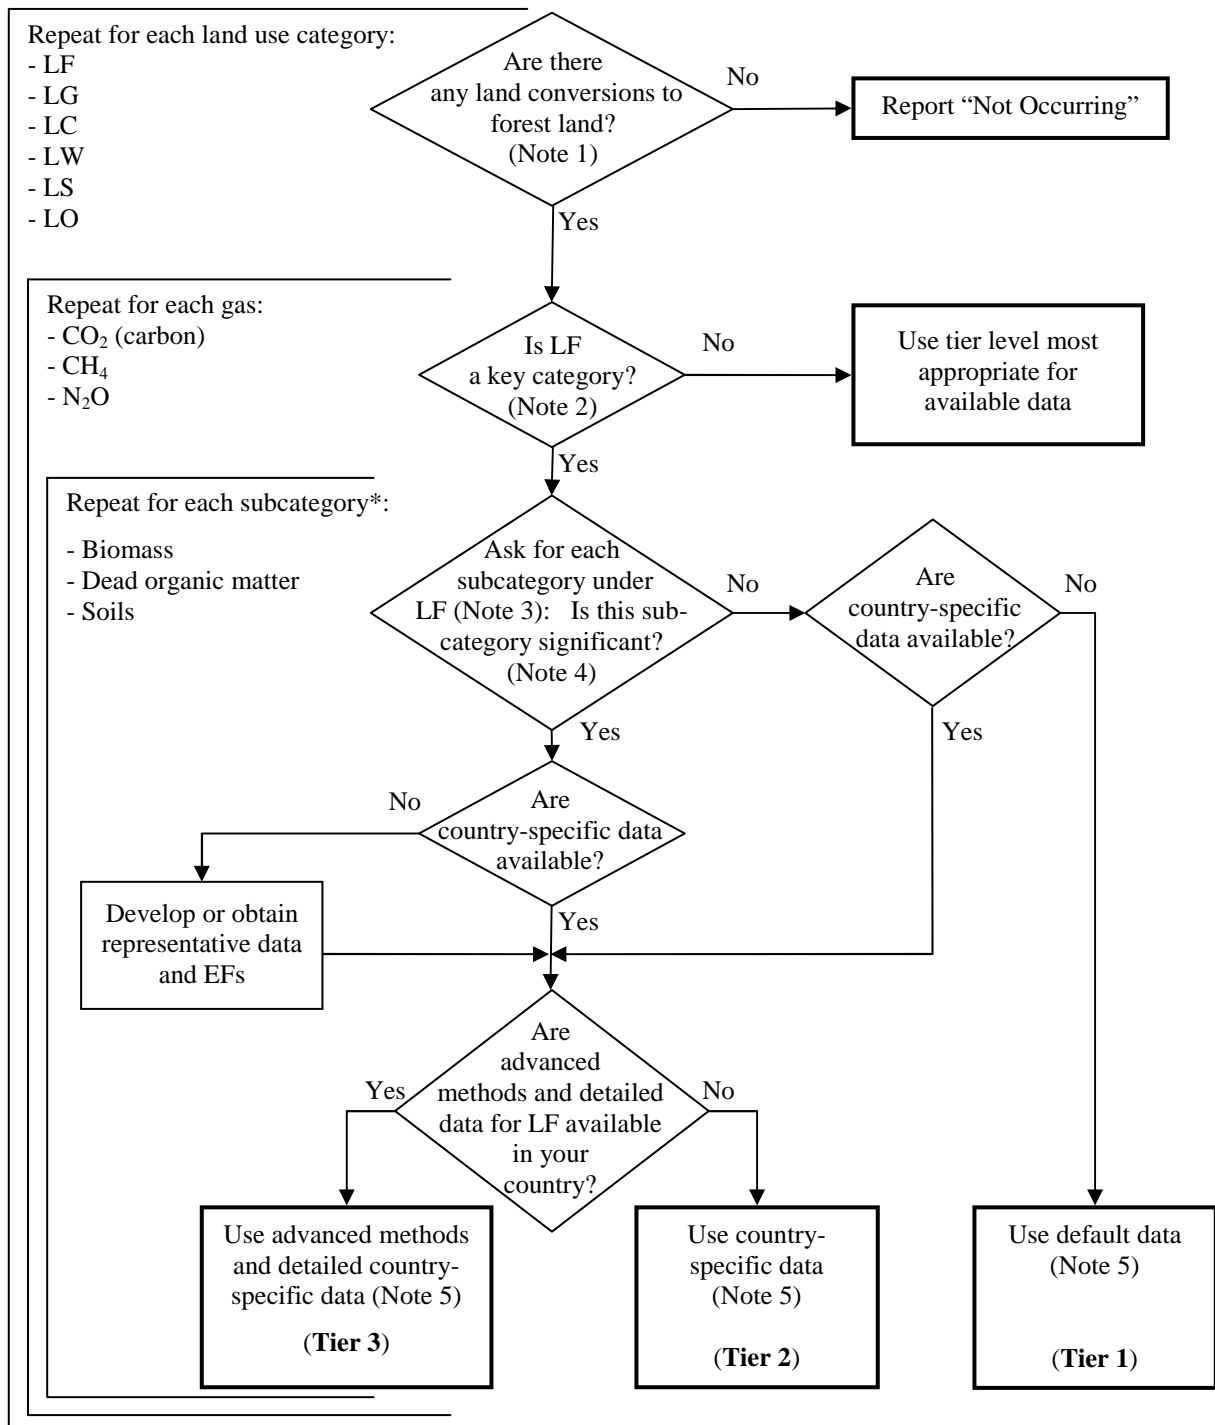 Repeat for each land use category:
- LF
- LG
- LC
- LW
- LS
- LO
Are there
any land conversions to
forest land?
(Note 1)
No
Report “Not Occurring”
Yes
Repeat for each gas:
- CO₂ (carbon)
- CH₄
- N₂O
Is LF
a key category?
(Note 2)
No
Use tier level most
appropriate for
available data
Yes
Repeat for each subcategory*:
- Biomass
- Dead organic matter
- Soils
Ask for each
subcategory under
LF (Note 3): Is this sub-
category significant?
(Note 4)
No
Are
country-specific
data available?
No
Yes
Yes
Are
country-specific data
available?
No
Develop or obtain
representative data
and EFs
Yes
Are
advanced
methods and detailed
data for LF available
in your
country?
Yes
No
Use advanced methods
and detailed country-
specific data (Note 5)
(Tier 3)
Use country-
specific data
(Note 5)
(Tier 2)
Use default data
(Note 5)
(Tier 1)